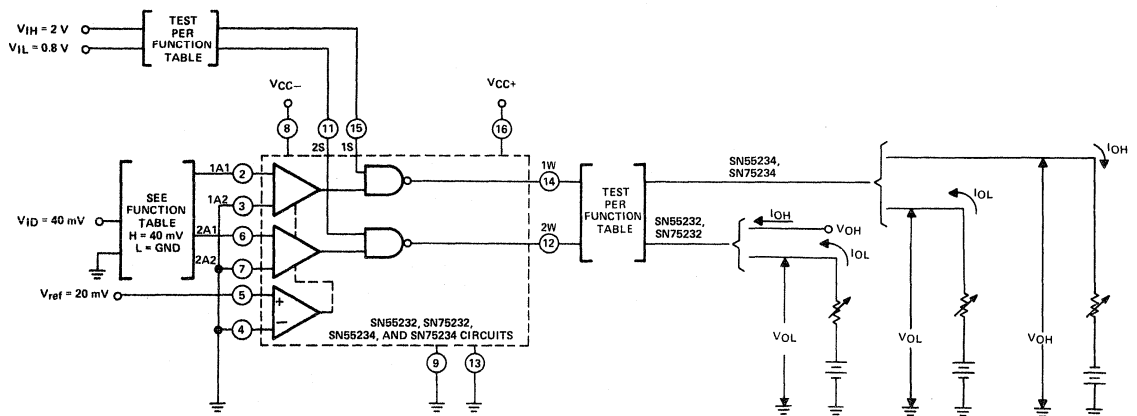 VIH = 2 V
VIL = 0.8 V
TEST
PER
FUNCTION
TABLE
VCC−
VCC+
8
11
15
16
2S
1S
SEE
FUNCTION
TABLE
H = 40 mV
L = GND
VID = 40 mV
1A1
2
1A2
3
2A1
6
2A2
7
Vref = 20 mV
5
+
4
−
1W
14
2W
12
SN55232, SN75232,
SN55234, AND SN75234 CIRCUITS
9
13
TEST
PER
FUNCTION
TABLE
SN55234,
SN75234
SN55232,
SN75232
IOH
VOH
IOL
VOL
IOL
VOL
IOH
VOH